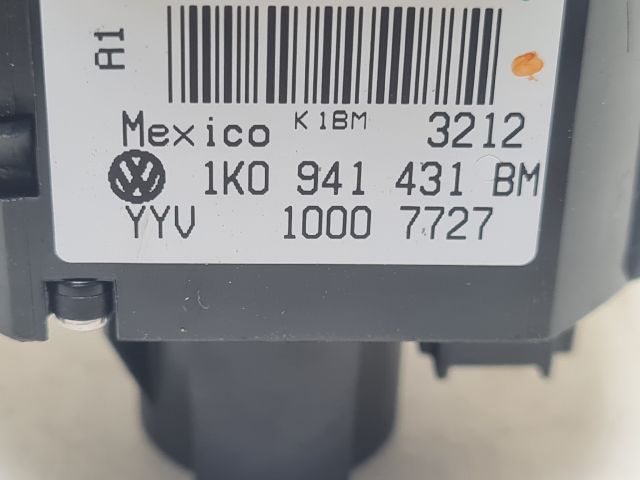 A1
Mexico K1BM 3212
1K0 941 431 BM
YYV 1000 7727